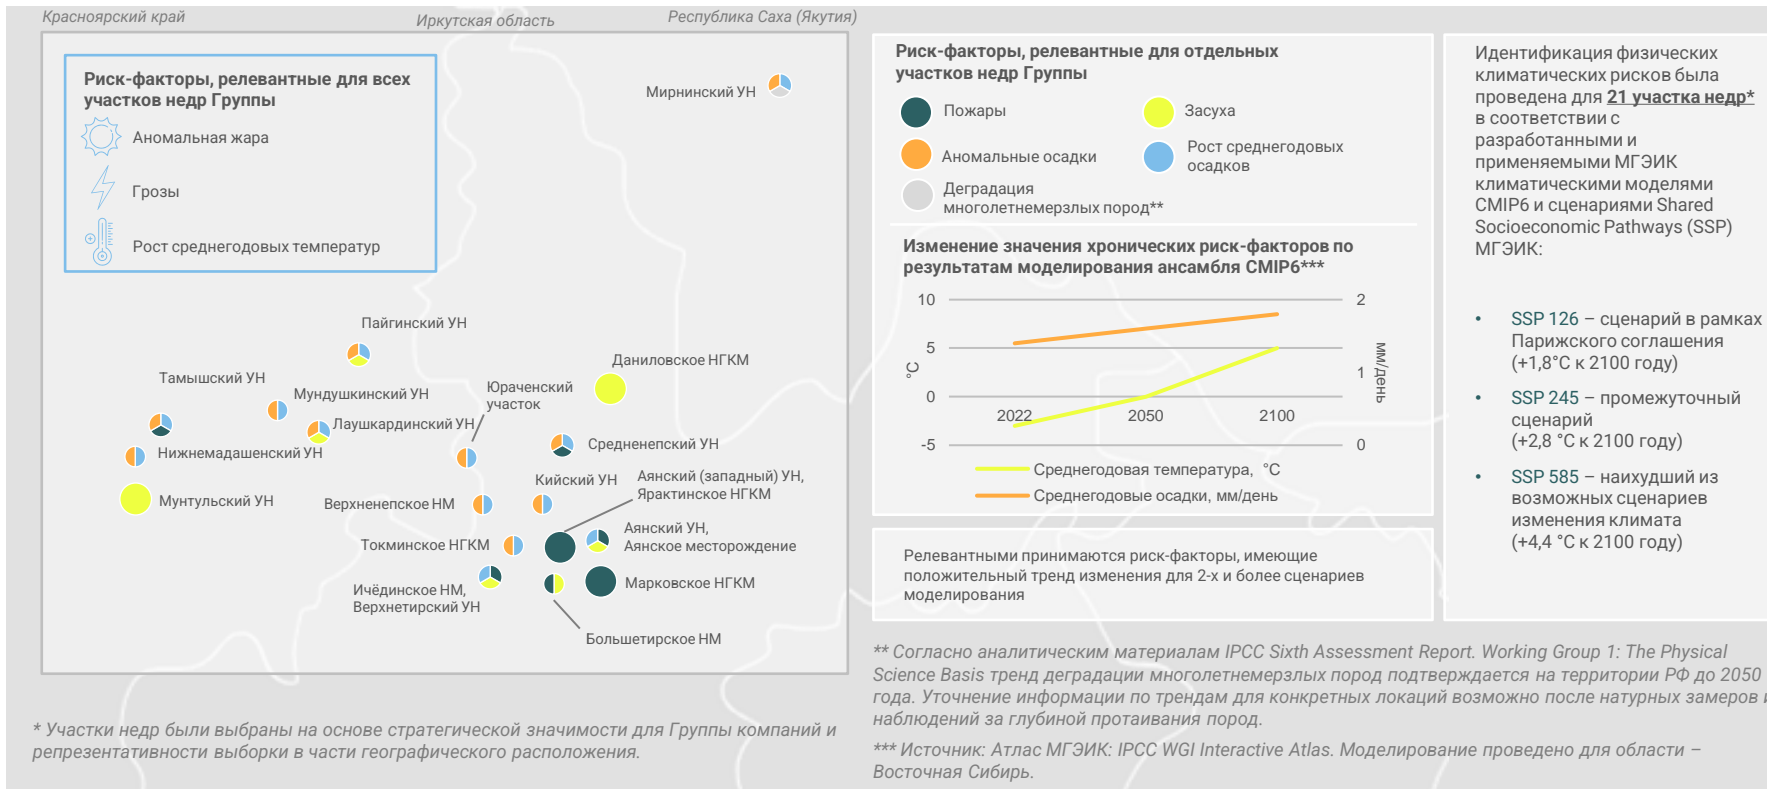 Красноярский край
Иркутская область
Республика Саха (Якутия)
Риск-факторы, релевантные для всех
участков недр Группы
Аномальная жара
Грозы
Рост среднегодовых температур
Мирнинский УН
Пайгинский УН
Даниловское НГКМ
Тамышский УН
Мундушкинский УН
Юраченский
участок
Лаушкардинский УН
Средненепский УН
Нижнемадашенский УН
Кийский УН
Аянский (западный) УН,
Ярактинское НГКМ
Мунтульский УН
Верхненепское НМ
Аянский УН,
Аянское месторождение
Токминское НГКМ
Марковское НГКМ
Ичёдинское НМ,
Верхнетирский УН
Большетирское НМ
* Участки недр были выбраны на основе стратегической значимости для Группы компаний и
репрезентативности выборки в части географического расположения.
Риск-факторы, релевантные для отдельных
участков недр Группы
Пожары
Засуха
Аномальные осадки
Рост среднегодовых
осадков
Деградация
многолетнемерзлых пород**
Изменение значения хронических риск-факторов по
результатам моделирования ансамбля CMIP6***
10
5
0
-5
°C
2022
2050
2100
2
1
0
мм/день
Среднегодовая температура, °C
Среднегодовые осадки, мм/день
Релевантными принимаются риск-факторы, имеющие
положительный тренд изменения для 2-х и более сценариев
моделирования
Идентификация физических
климатических рисков была
проведена для 21 участка недр*
в соответствии с
разработанными и
применяемыми МГЭИК
климатическими моделями
CMIP6 и сценариями Shared
Socioeconomic Pathways (SSP)
МГЭИК:
• SSP 126 – сценарий в рамках
Парижского соглашения
(+1,8°C к 2100 году)
• SSP 245 – промежуточный
сценарий
(+2,8 °C к 2100 году)
• SSP 585 – наихудший из
возможных сценариев
изменения климата
(+4,4 °C к 2100 году)
** Согласно аналитическим материалам IPCC Sixth Assessment Report. Working Group 1: The Physical
Science Basis тренд деградации многолетнемерзлых пород подтверждается на территории РФ до 2050
года. Уточнение информации по трендам для конкретных локаций возможно после натурных замеров и
наблюдений за глубиной протаивания пород.
*** Источник: Атлас МГЭИК: IPCC WGI Interactive Atlas. Моделирование проведено для области –
Восточная Сибирь.